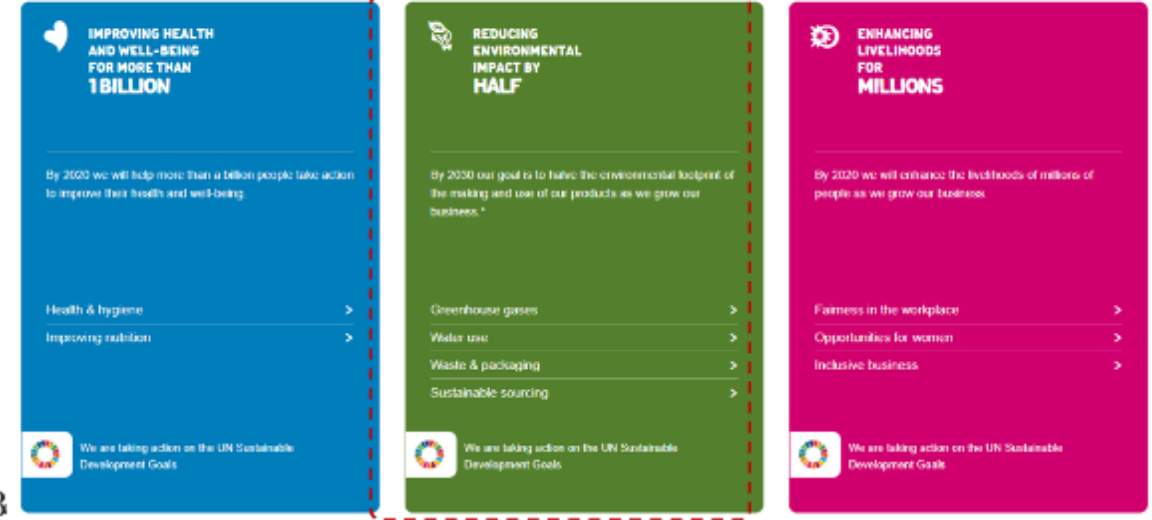 IMPROVING HEALTH
AND WELL-BEING
FOR MORE THAN
1 BILLION
By 2020 we will help more than a billion people take action
to improve their health and well-being.
Health & hygiene
Improving nutrition
We are taking action on the UN Sustainable
Development Goals
REDUCING
ENVIRONMENTAL
IMPACT BY
HALF
By 2030 our goal is to halve the environmental footprint of
the making and use of our products as we grow our
business.*
Greenhouse gases
Water use
Waste & packaging
Sustainable sourcing
We are taking action on the UN Sustainable
Development Goals
ENHANCING
LIVELIHOODS
FOR
MILLIONS
By 2020 we will enhance the livelihoods of millions of
people as we grow our business
Fairness in the workplace
Opportunities for women
Inclusive business
We are taking action on the UN Sustainable
Development Goals